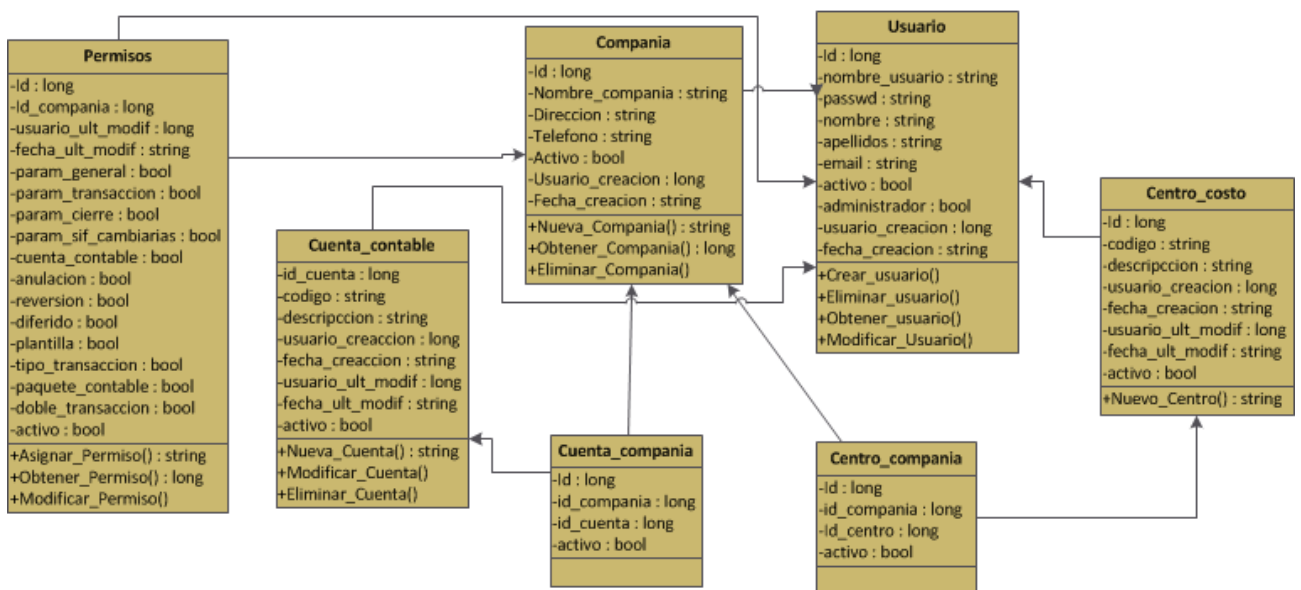 Permisos
-Id : long
-Id_compania : long
-usuario_ult_modif : long
-fecha_ult_modif : string
-param_general : bool
-param_transaccion : bool
-param_cierre : bool
-param_sif_cambiarias : bool
-cuenta_contable : bool
-anulacion : bool
-reversion : bool
-diferido : bool
-plantilla : bool
-tipo_transaccion : bool
-paquete_contable : bool
-doble_transaccion : bool
-activo : bool
+Asignar_Permiso() : string
+Obtener_Permiso() : long
+Modificar_Permiso()
Cuenta_contable
-id_cuenta : long
-codigo : string
-descripccion : string
-usuario_creaccion : long
-fecha_creaccion : string
-usuario_ult_modif : long
-fecha_ult_modif : string
-activo : bool
+Nueva_Cuenta() : string
+Modificar_Cuenta()
+Eliminar_Cuenta()
Compania
-Id : long
-Nombre_compania : string
-Direccion : string
-Telefono : string
-Activo : bool
-Usuario_creacion : long
-Fecha_creacion : string
+Nueva_Compania() : string
+Obtener_Compania() : long
+Eliminar_Compania()
Cuenta_compania
-Id : long
-id_compania : long
-id_cuenta : long
-activo : bool
Usuario
-Id : long
-nombre_usuario : string
-passwd : string
-nombre : string
-apellidos : string
-email : string
-activo : bool
-administrador : bool
-usuario_creacion : long
-fecha_creacion : string
+Crear_usuario()
+Eliminar_usuario()
+Obtener_usuario()
+Modificar_Usuario()
Centro_compania
-Id : long
-id_compania : long
-Id_centro : long
-activo : bool
Centro_costo
-Id : long
-codigo : string
-descripccion : string
-usuario_creacion : long
-fecha_creacion : string
-usuario_ult_modif : long
-fecha_ult_modif : string
-activo : bool
+Nuevo_Centro() : string